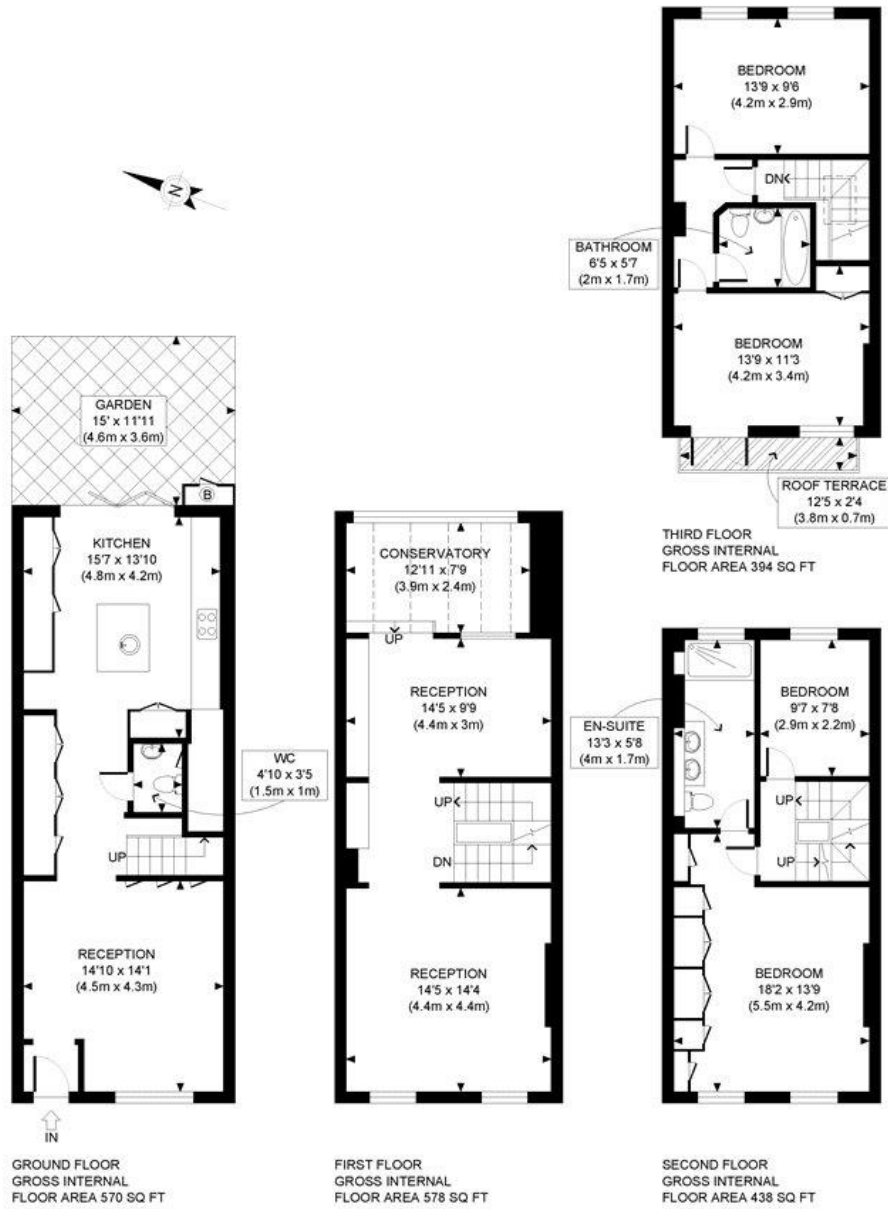 N
GARDEN
15' x 11'11
(4.6m x 3.6m)
B
KITCHEN
15'7 x 13'10
(4.8m x 4.2m)
WC
4'10 x 3'5
(1.5m x 1m)
UP
RECEPTION
14'10 x 14'1
(4.5m x 4.3m)
IN
GROUND FLOOR
GROSS INTERNAL
FLOOR AREA 570 SQ FT
CONSERVATORY
12'11 x 7'9
(3.9m x 2.4m)
UP
RECEPTION
14'5 x 9'9
(4.4m x 3m)
UP
DN
RECEPTION
14'5 x 14'4
(4.4m x 4.4m)
FIRST FLOOR
GROSS INTERNAL
FLOOR AREA 578 SQ FT
BEDROOM
13'9 x 9'6
(4.2m x 2.9m)
DN
BATHROOM
6'5 x 5'7
(2m x 1.7m)
BEDROOM
13'9 x 11'3
(4.2m x 3.4m)
ROOF TERRACE
12'5 x 2'4
(3.8m x 0.7m)
THIRD FLOOR
GROSS INTERNAL
FLOOR AREA 394 SQ FT
BEDROOM
9'7 x 7'8
(2.9m x 2.2m)
EN-SUITE
13'3 x 5'8
(4m x 1.7m)
UP
UP
BEDROOM
18'2 x 13'9
(5.5m x 4.2m)
SECOND FLOOR
GROSS INTERNAL
FLOOR AREA 438 SQ FT